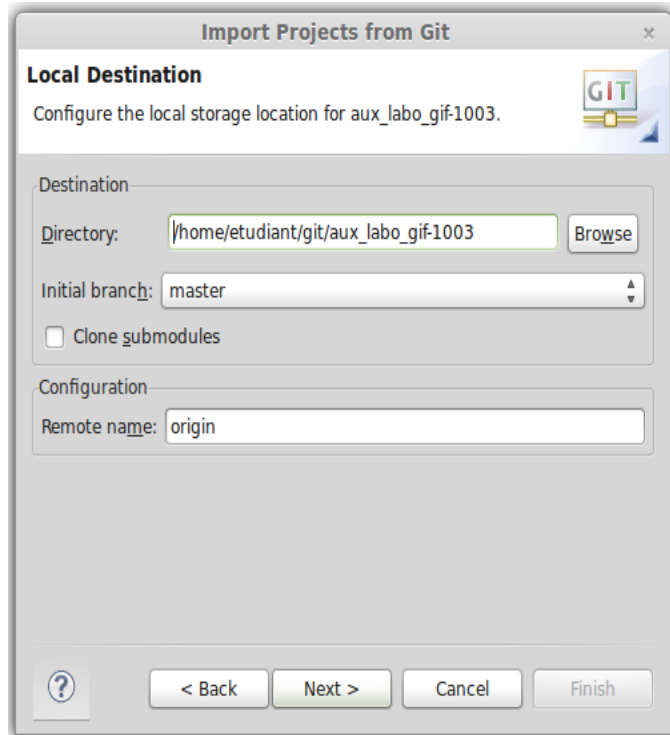 Import Projects from Git
Local Destination
Configure the local storage location for aux_labo_gif-1003.
GIT
Destination
Directory: /home/etudiant/git/aux_labo_gif-1003 Browse
Initial branch: master
Clone submodules
Configuration
Remote name: origin
? < Back Next > Cancel Finish